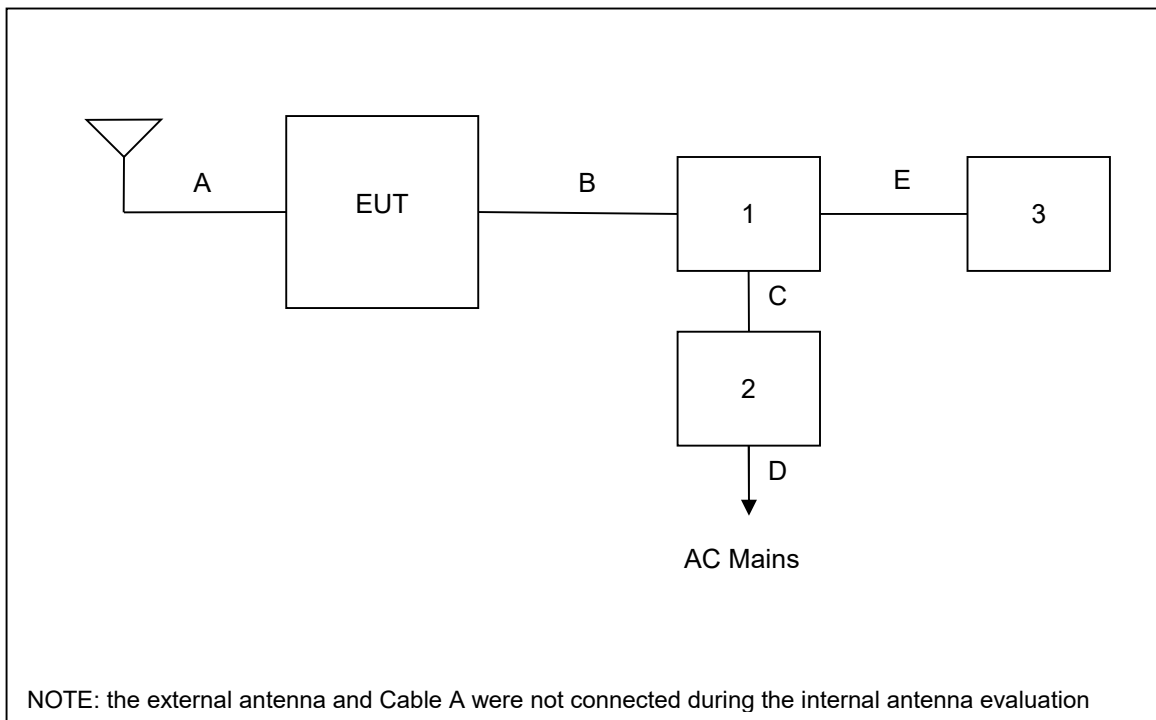 A
EUT
B
1
E
3
C
2
D
AC Mains
NOTE: the external antenna and Cable A were not connected during the internal antenna evaluation